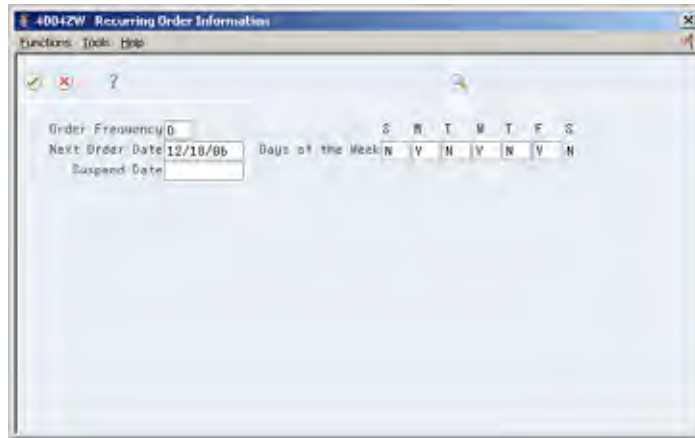 40042W Recurring Order Information
Functions Tools Help
?
Order Frequency D S M T W T F S
Next Order Date 12/18/06 Days of the Week N Y N Y N Y N
Suspend Date